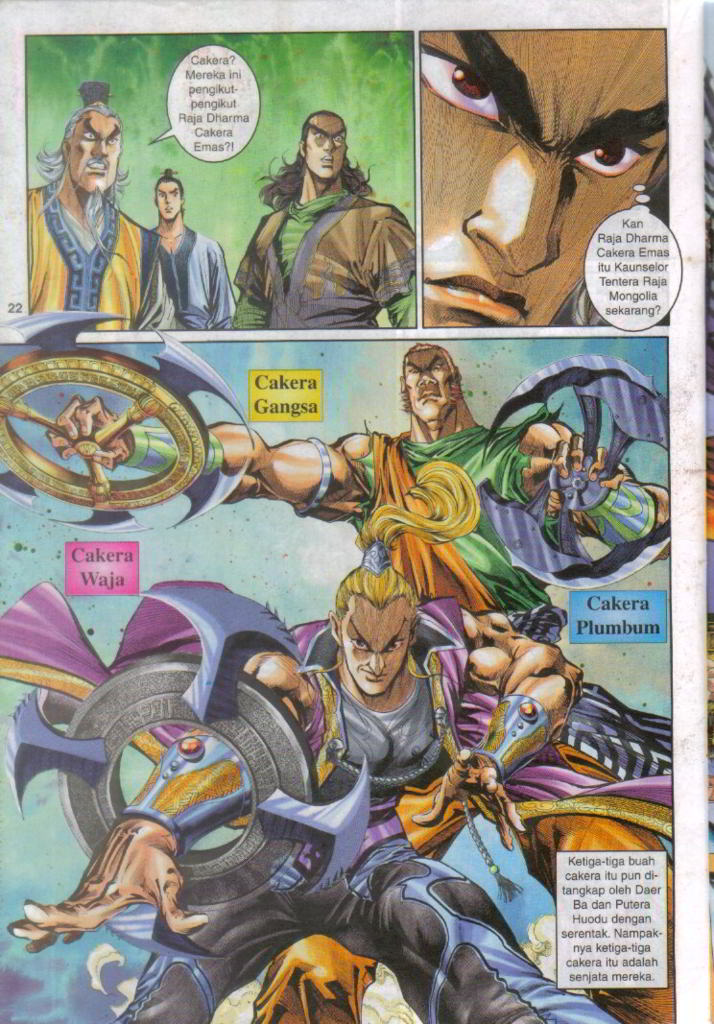 Cakera?
Mereka ini
pengikut-
pengikut
Raja Dharma
Cakera
Emas?!
Kan
Raja Dharma
Cakera Emas
itu Kaunselor
Tentera Raja
Mongolia
sekarang?
22
Cakera
Gangsa
Cakera
Waja
Cakera
Plumbum
Ketiga-tiga buah
cakera itu pun di-
tangkap oleh Daer
Ba dan Putera
Huodu dengan
serentak. Nampak-
nya ketiga-tiga
cakera itu adalah
senjata mereka.